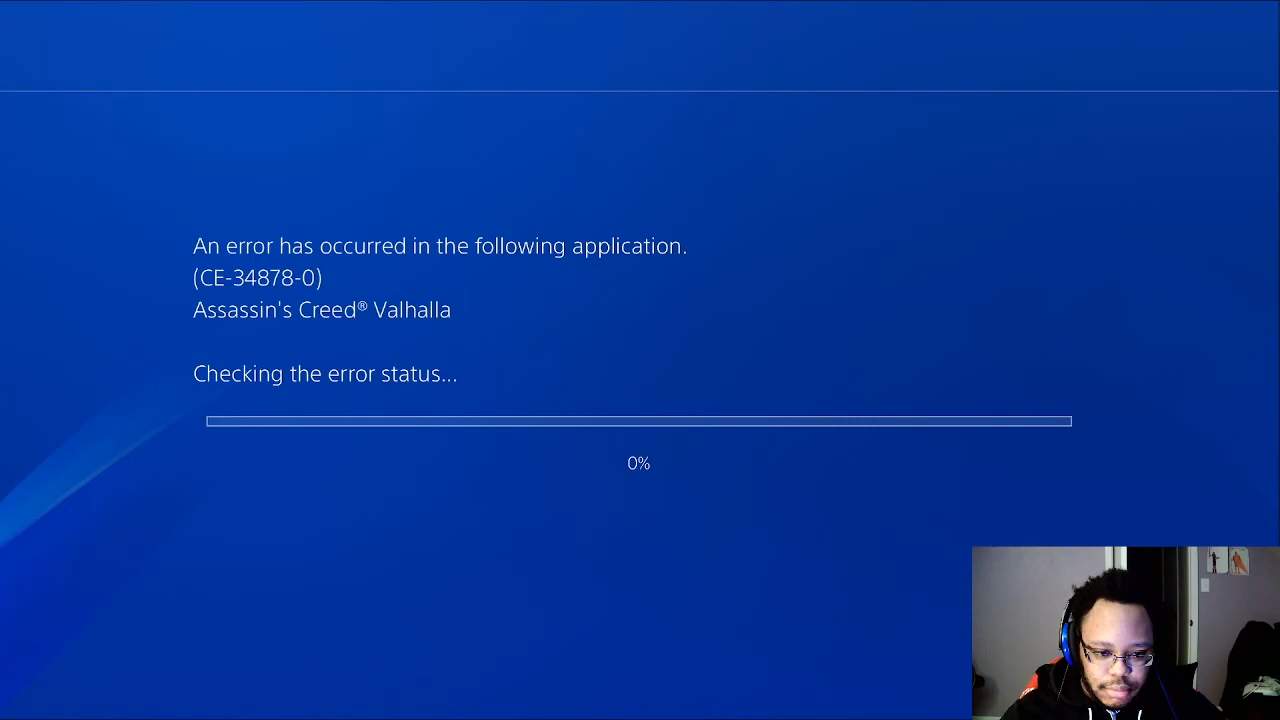 An error has occurred in the following application.
(CE-34878-0)
Assassin's Creed® Valhalla
Checking the error status...
0%